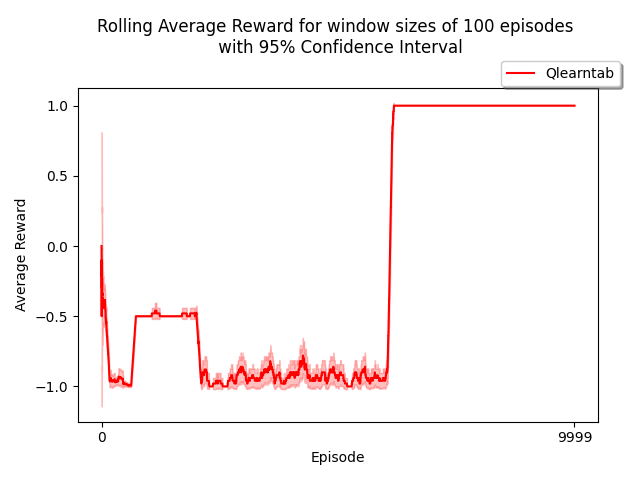 Rolling Average Reward for window sizes of 100 episodes
with 95% Confidence Interval
Qlearntab
1.0
0.5
0.0
−0.5
−1.0
Average Reward
0
9999
Episode